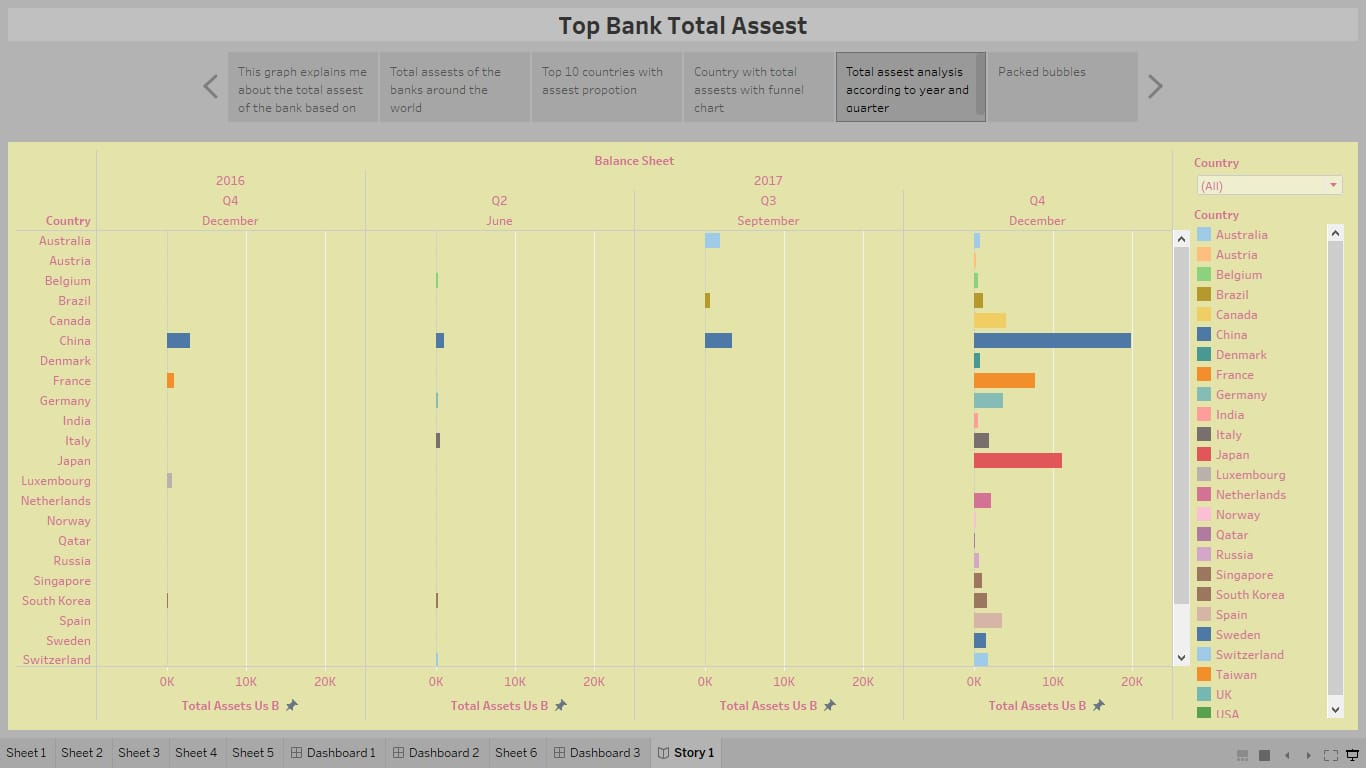 Top Bank Total Assest
This graph explains me
about the total assest
of the bank based on
Total assests of the
banks around the
world
Top 10 countries with
assest propotion
Country with total
assests with funnel
chart
Total assest analysis
according to year and
quarter
Packed bubbles
Balance Sheet
2016
2017
Q4
Q2
Q3
Q4
Country
December
June
September
December
Australia
Austria
Belgium
Brazil
Canada
China
Denmark
France
Germany
India
Italy
Japan
Luxembourg
Netherlands
Norway
Qatar
Russia
Singapore
South Korea
Spain
Sweden
Switzerland
0K 10K 20K
0K 10K 20K
0K 10K 20K
0K 10K 20K
Total Assets Us B
Total Assets Us B
Total Assets Us B
Total Assets Us B
Country
(All)
Country
Australia
Austria
Belgium
Brazil
Canada
China
Denmark
France
Germany
India
Italy
Japan
Luxembourg
Netherlands
Norway
Qatar
Russia
Singapore
South Korea
Spain
Sweden
Switzerland
Taiwan
UK
USA
Sheet 1 Sheet 2 Sheet 3 Sheet 4 Sheet 5 Dashboard 1 Dashboard 2 Sheet 6 Dashboard 3 Story 1